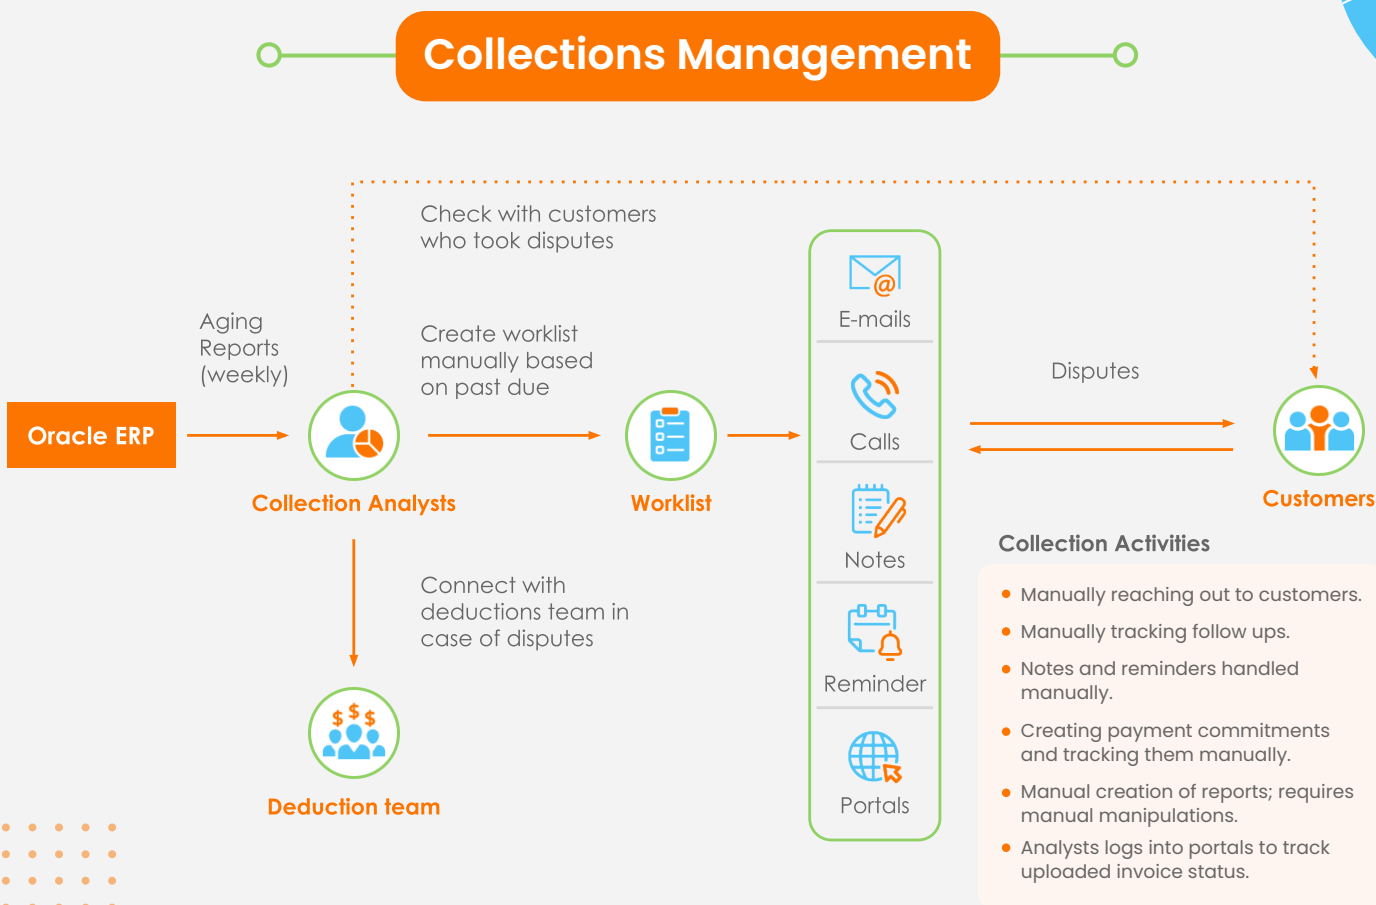 Collections Management
Check with customers
who took disputes
Aging
Reports
(weekly)
Create worklist
manually based
on past due
Oracle ERP
Collection Analysts
Worklist
Connect with
deductions team in
case of disputes
$ $ $
Deduction team
@
E-mails
Calls
Notes
Reminder
Portals
Disputes
Customers
Collection Activities
Manually reaching out to customers.
Manually tracking follow ups.
Notes and reminders handled
manually.
Creating payment commitments
and tracking them manually.
Manual creation of reports; requires
manual manipulations.
Analysts logs into portals to track
uploaded invoice status.